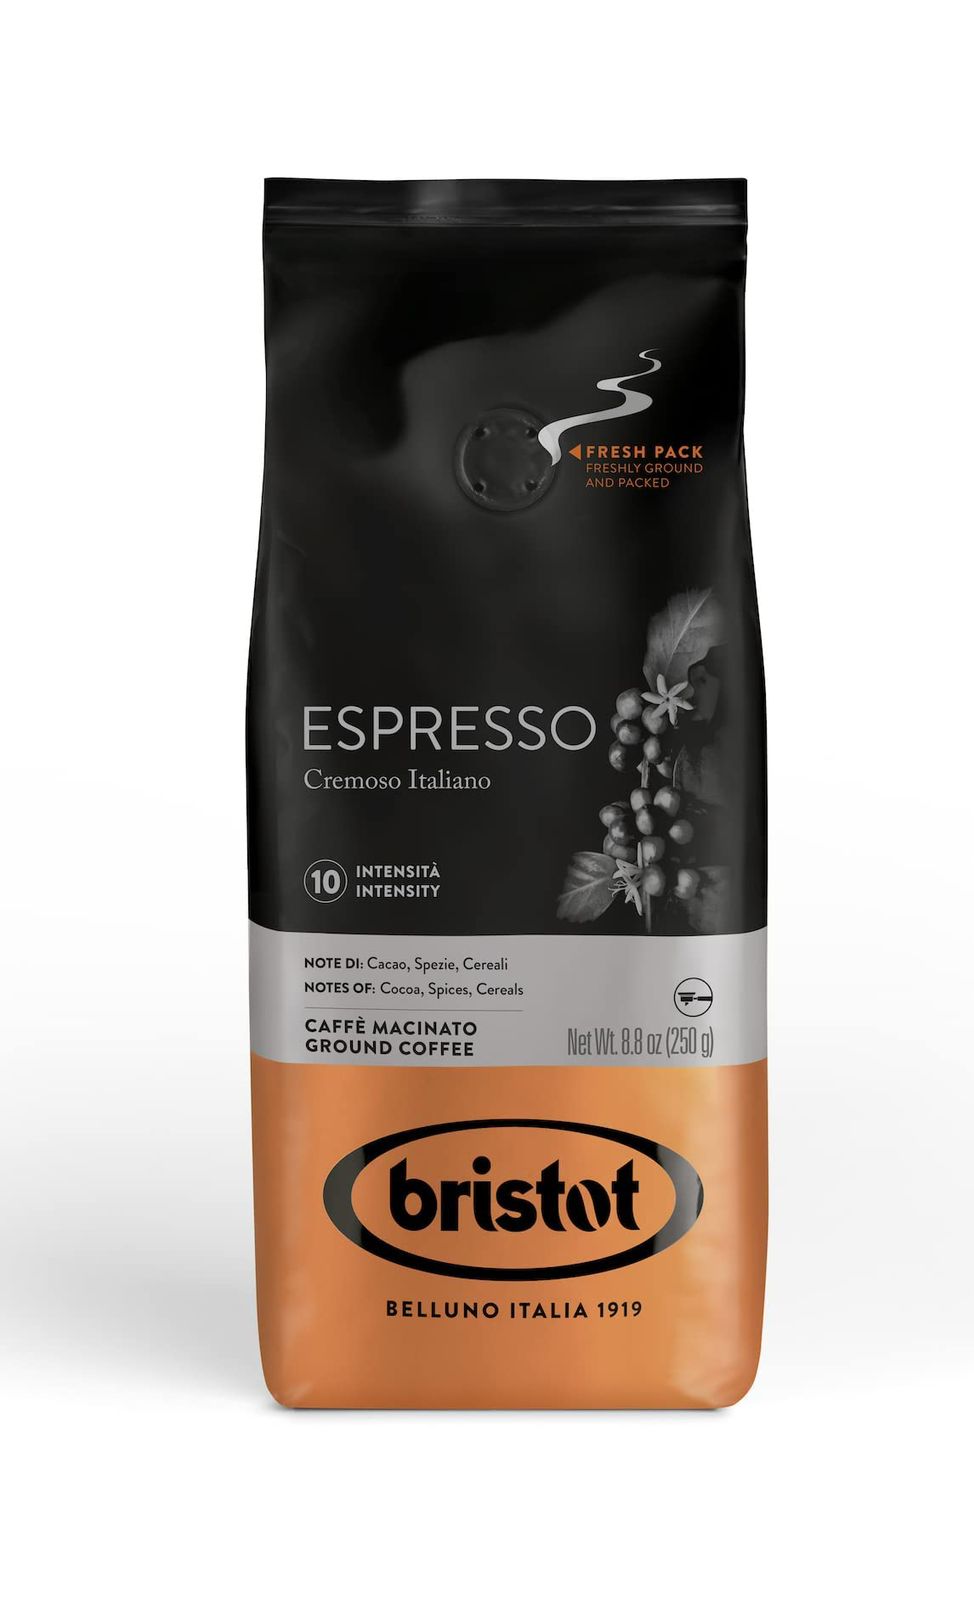 FRESH PACK
FRESHLY GROUND
AND PACKED
ESPRESSO
Cremoso Italiano
10
INTENSITÀ
INTENSITY
NOTE DI: Cacao, Spezie, Cereali
NOTES OF: Cocoa, Spices, Cereals
CAFFÈ MACINATO
GROUND COFFEE
Net Wt. 8.8 oz (250 g)
bristot
BELLUNO ITALIA 1919